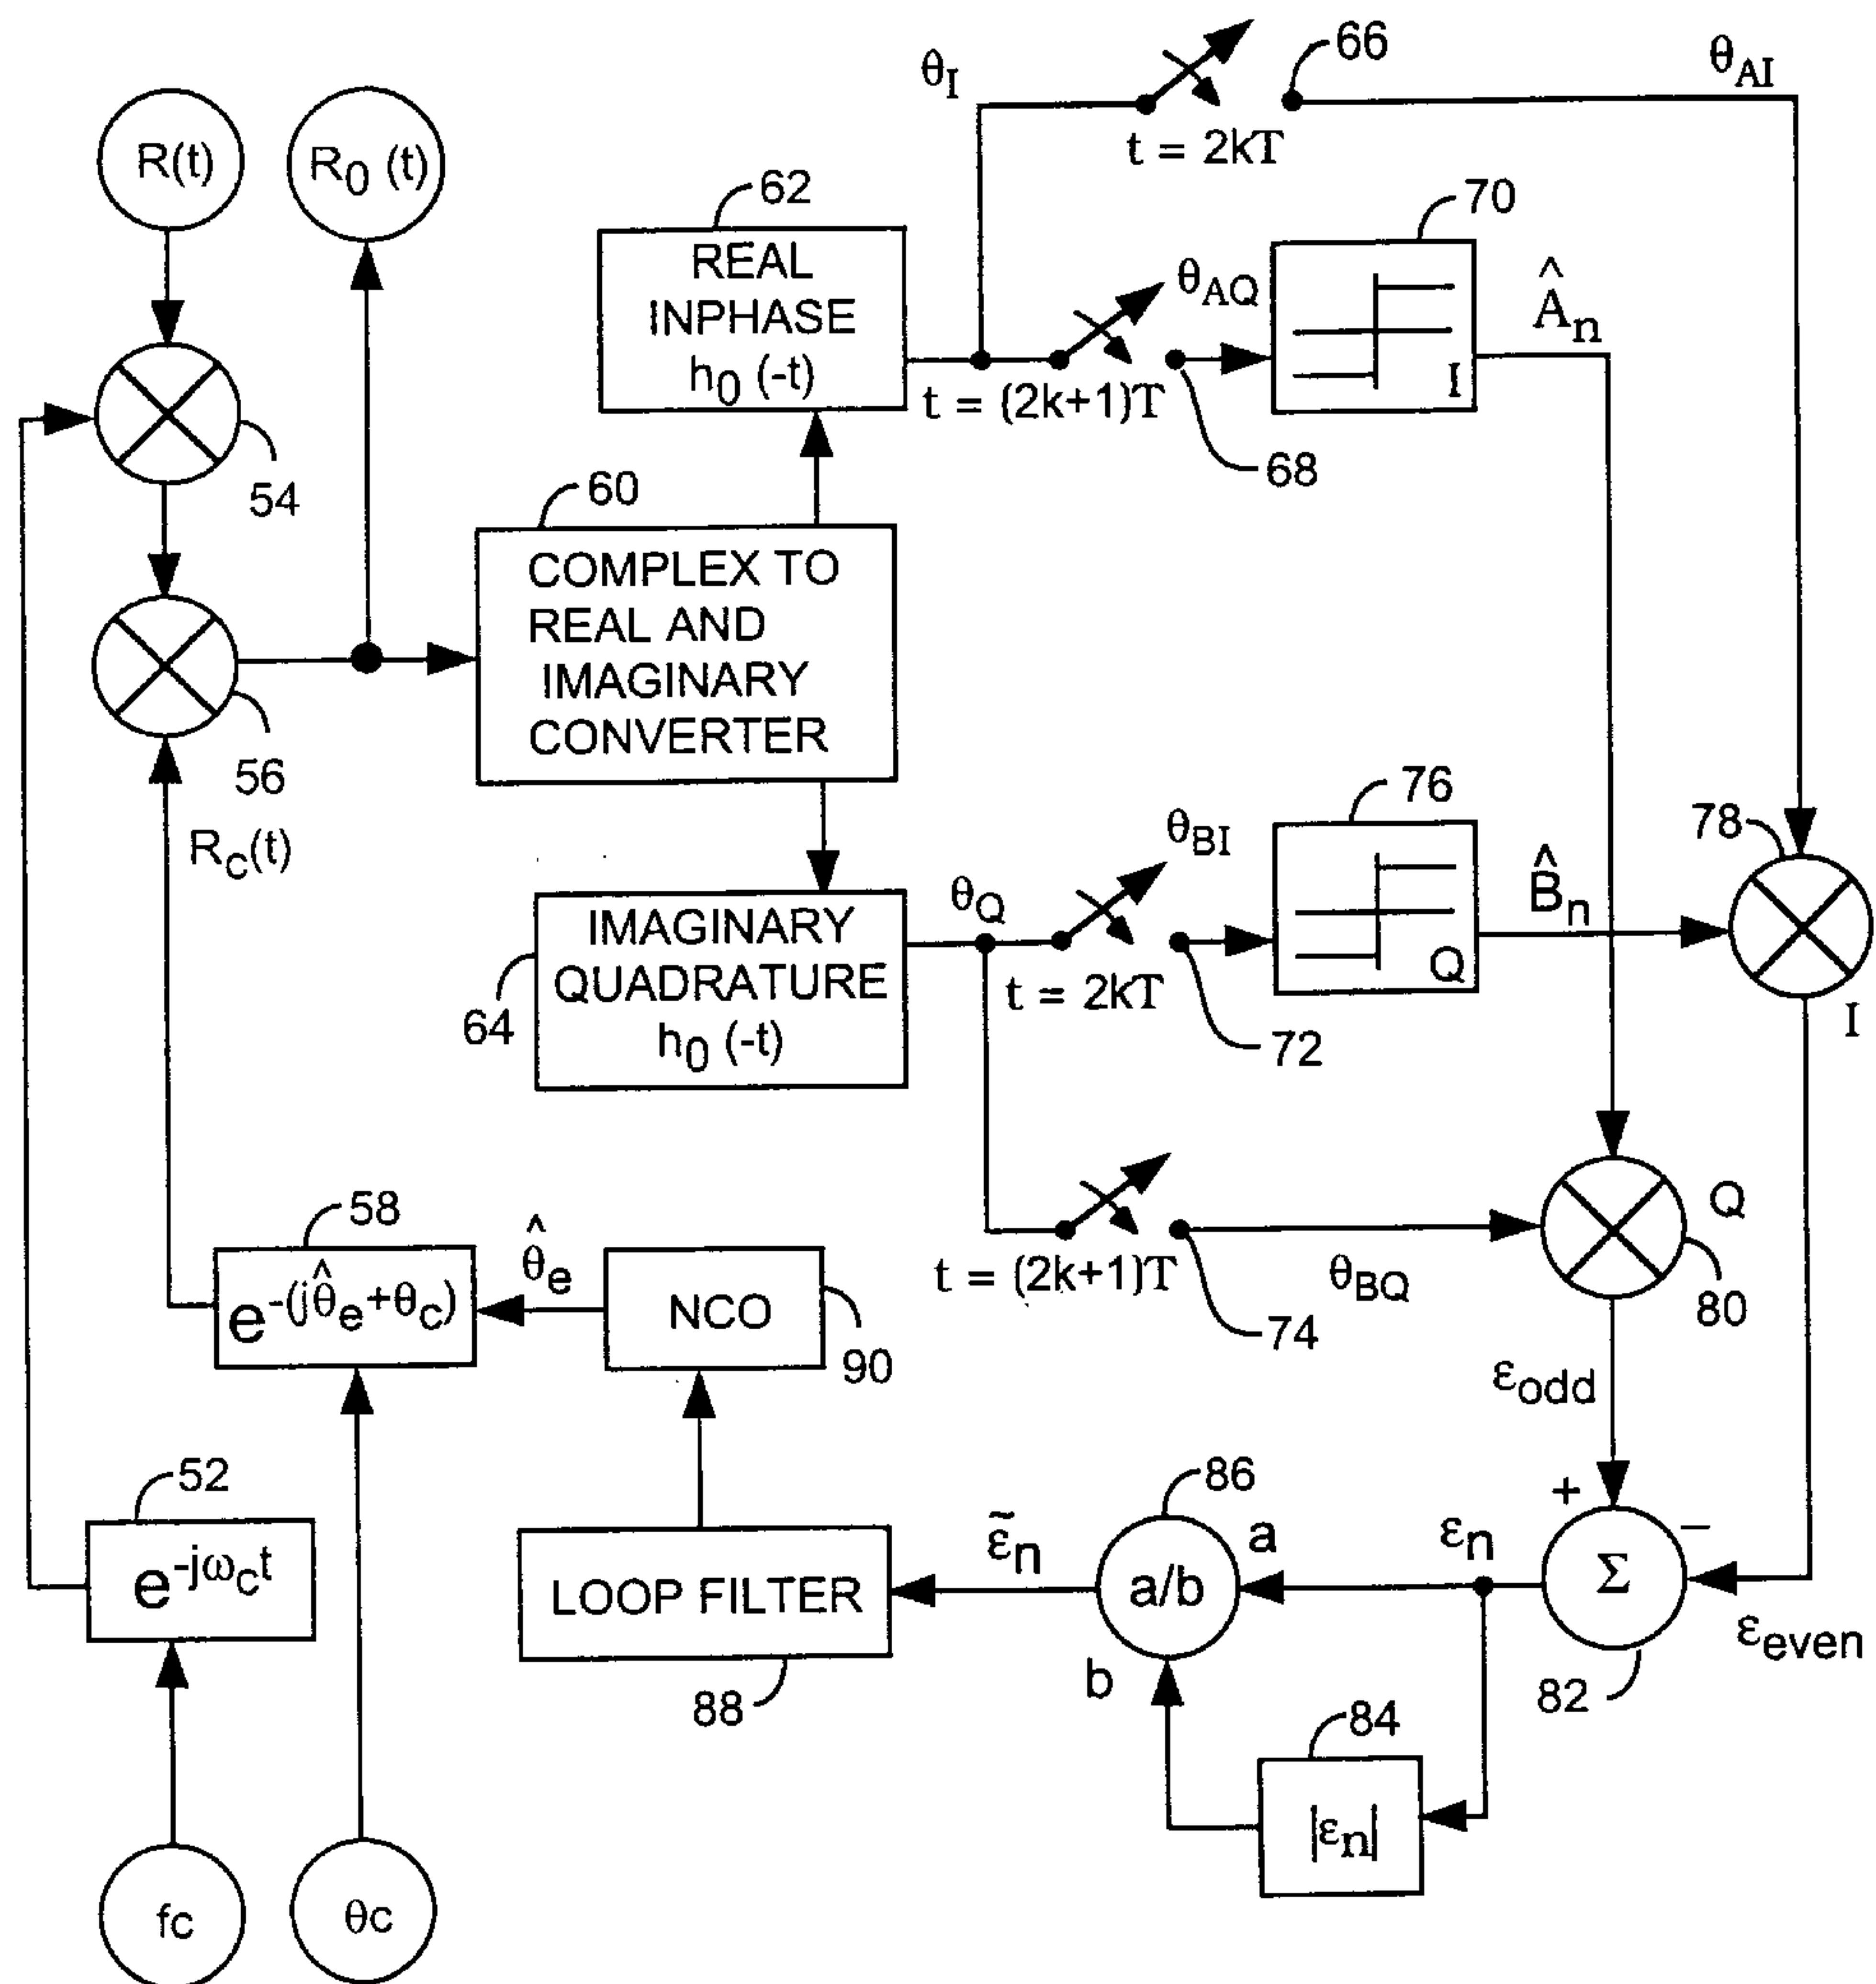 R(t)
R0 (t)
θI
t = 2kT
66
θAI
62
REAL
INPHASE
h0 (-t)
θAQ
t = (2k+1)T
68
70
I
Ân
54
60
COMPLEX TO
REAL AND
IMAGINARY
CONVERTER
56
Rc(t)
IMAGINARY
QUADRATURE
h0 (-t)
64
θQ
θBI
t = 2kT
72
76
Q
B̂n
78
I
t = (2k+1)T
74
θBQ
Q
80
58
e-(jθ̂e+θc)
θ̂e
NCO
90
εodd
52
e-jωct
LOOP FILTER
88
ε̃n
86
a/b
a
b
εn
+
−
Σ
82
εeven
84
|εn|
fc
θc